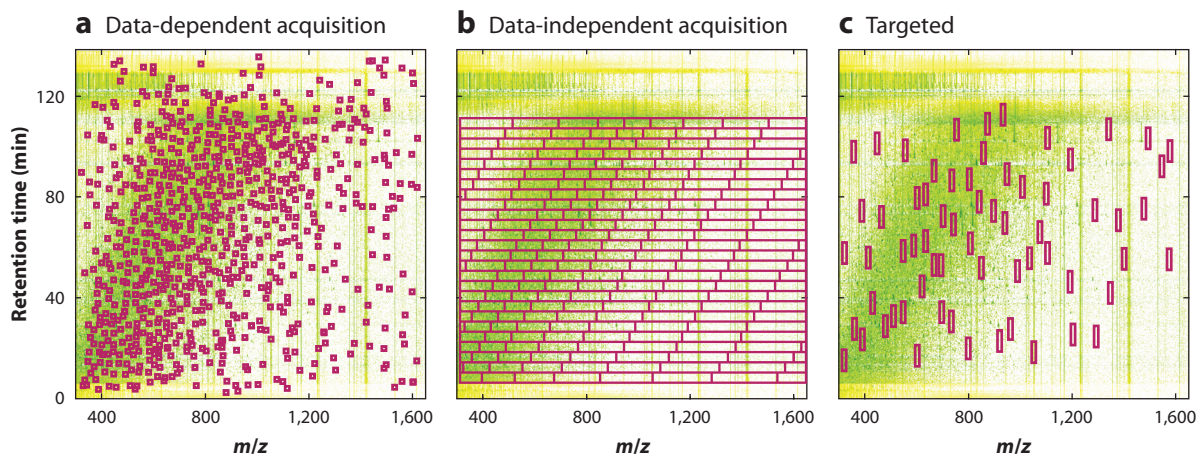 a Data-dependent acquisition
b Data-independent acquisition
c Targeted
Retention time (min)
120
80
40
0
400 800 1,200 1,600
400 800 1,200 1,600
400 800 1,200 1,600
m/z
m/z
m/z